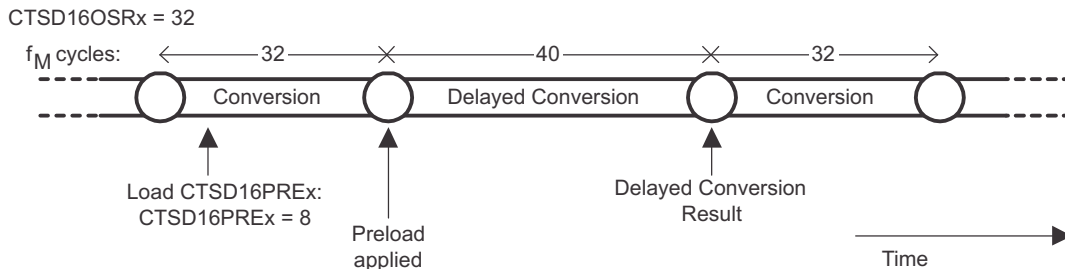 CTSD16OSRx = 32
fM cycles: 32 40 32
Conversion Delayed Conversion Conversion
Load CTSD16PREx:
CTSD16PREx = 8
Preload
applied
Delayed Conversion
Result
Time